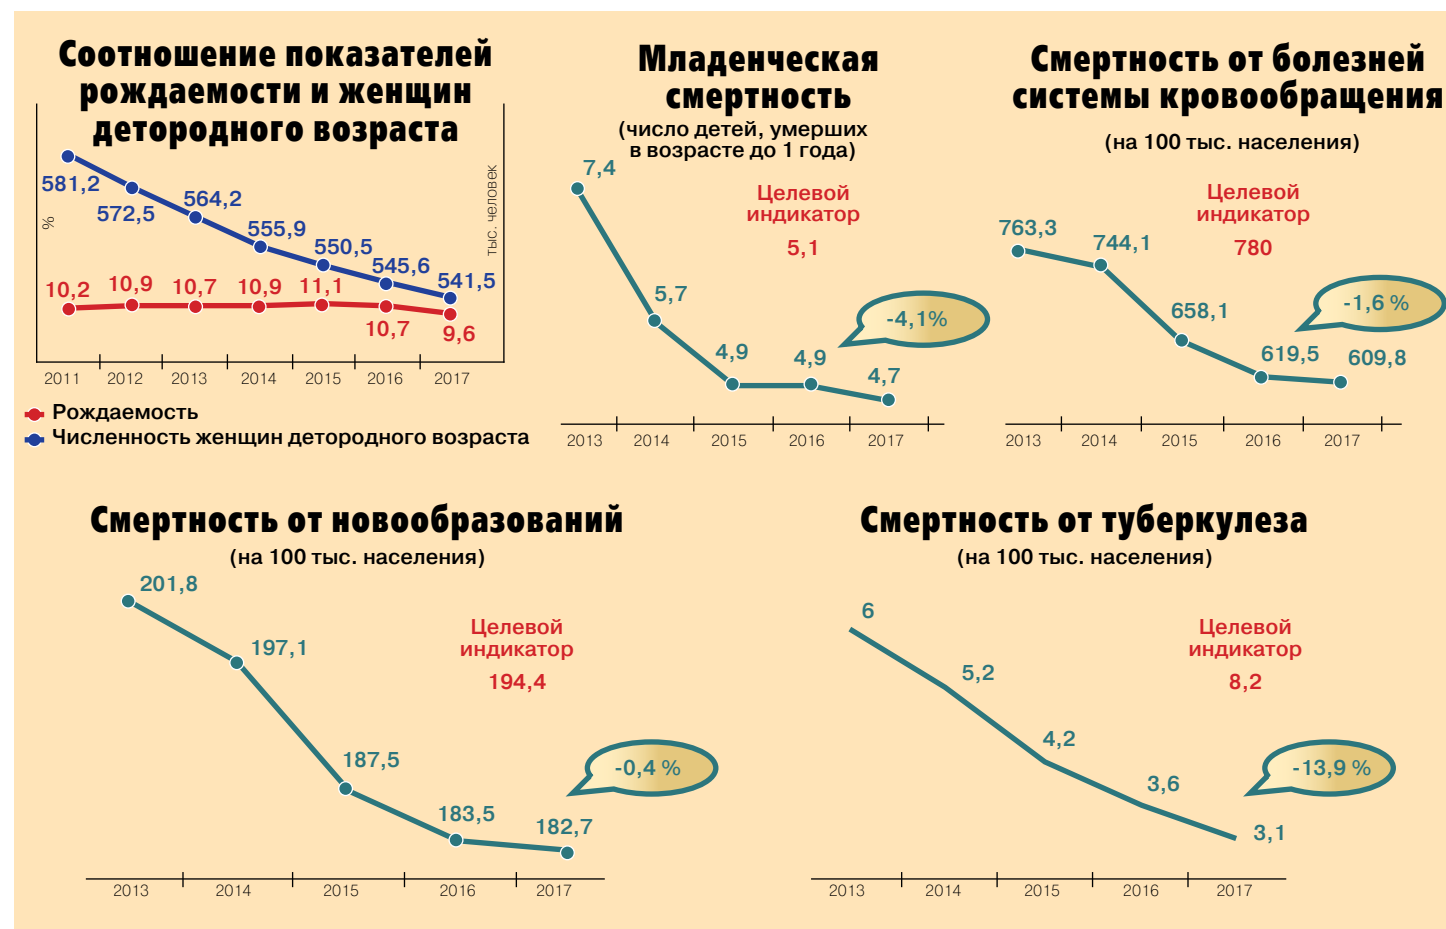 Соотношение показателей
рождаемости и женщин
детородного возраста
%
тыс. человек
581,2
572,5
564,2
555,9
550,5
545,6
541,5
10,2
10,9
10,7
10,9
11,1
10,7
9,6
2011
2012
2013
2014
2015
2016
2017
Рождаемость
Численность женщин детородного возраста
Младенческая
смертность
(число детей, умерших
в возрасте до 1 года)
7,4
5,7
4,9
4,9
4,7
Целевой
индикатор
5,1
-4,1%
2013
2014
2015
2016
2017
Смертность от болезней
системы кровообращения
(на 100 тыс. населения)
763,3
744,1
658,1
619,5
609,8
Целевой
индикатор
780
-1,6 %
2013
2014
2015
2016
2017
Смертность от новообразований
(на 100 тыс. населения)
201,8
197,1
187,5
183,5
182,7
Целевой
индикатор
194,4
-0,4 %
2013
2014
2015
2016
2017
Смертность от туберкулеза
(на 100 тыс. населения)
6
5,2
4,2
3,6
3,1
Целевой
индикатор
8,2
-13,9 %
2013
2014
2015
2016
2017